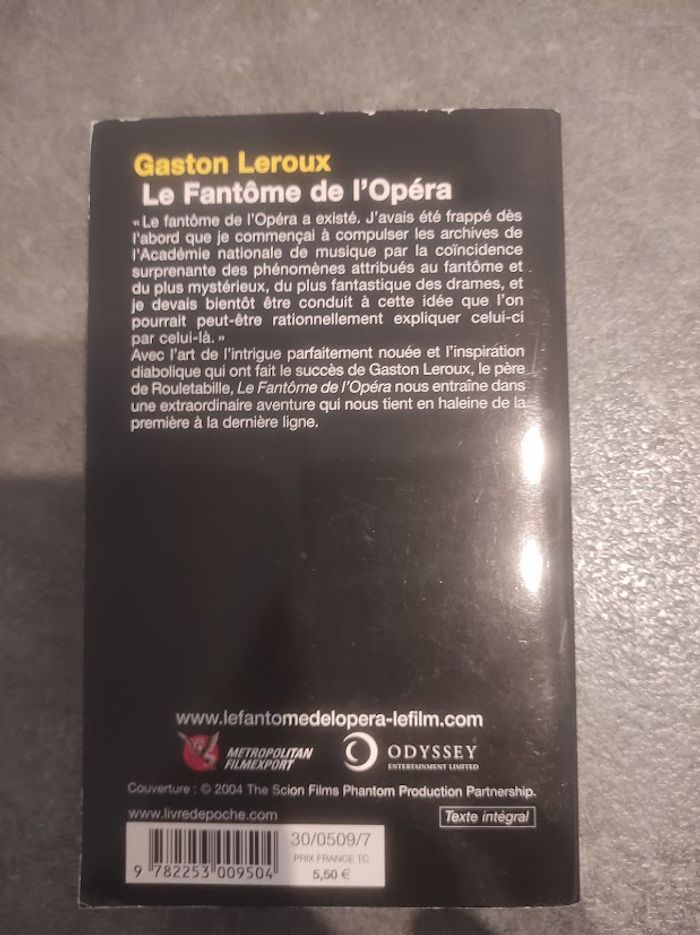 Gaston Leroux
Le Fantôme de l'Opéra
« Le fantôme de l'Opéra a existé. J'avais été frappé dès
l'abord que je commençai à compulser les archives de
l'Académie nationale de musique par la coïncidence
surprenante des phénomènes attribués au fantôme et
du plus mystérieux, du plus fantastique des drames, et
je devais bientôt être conduit à cette idée que l'on
pourrait peut-être rationnellement expliquer celui-ci
par celui-là. »
Avec l'art de l'intrigue parfaitement nouée et l'inspiration
diabolique qui ont fait le succès de Gaston Leroux, le père
de Rouletabille, Le Fantôme de l'Opéra nous entraîne dans
une extraordinaire aventure qui nous tient en haleine de la
première à la dernière ligne.
www.lefantomedelopera-lefilm.com
METROPOLITAN
FILMEXPORT
ODYSSEY
ENTERTAINMENT LIMITED
Couverture : © 2004 The Scion Films Phantom Production Partnership.
www.livredepoche.com
Texte intégral
30/0509/7
PRIX FRANCE TC
5,50 €
9 782253 009504